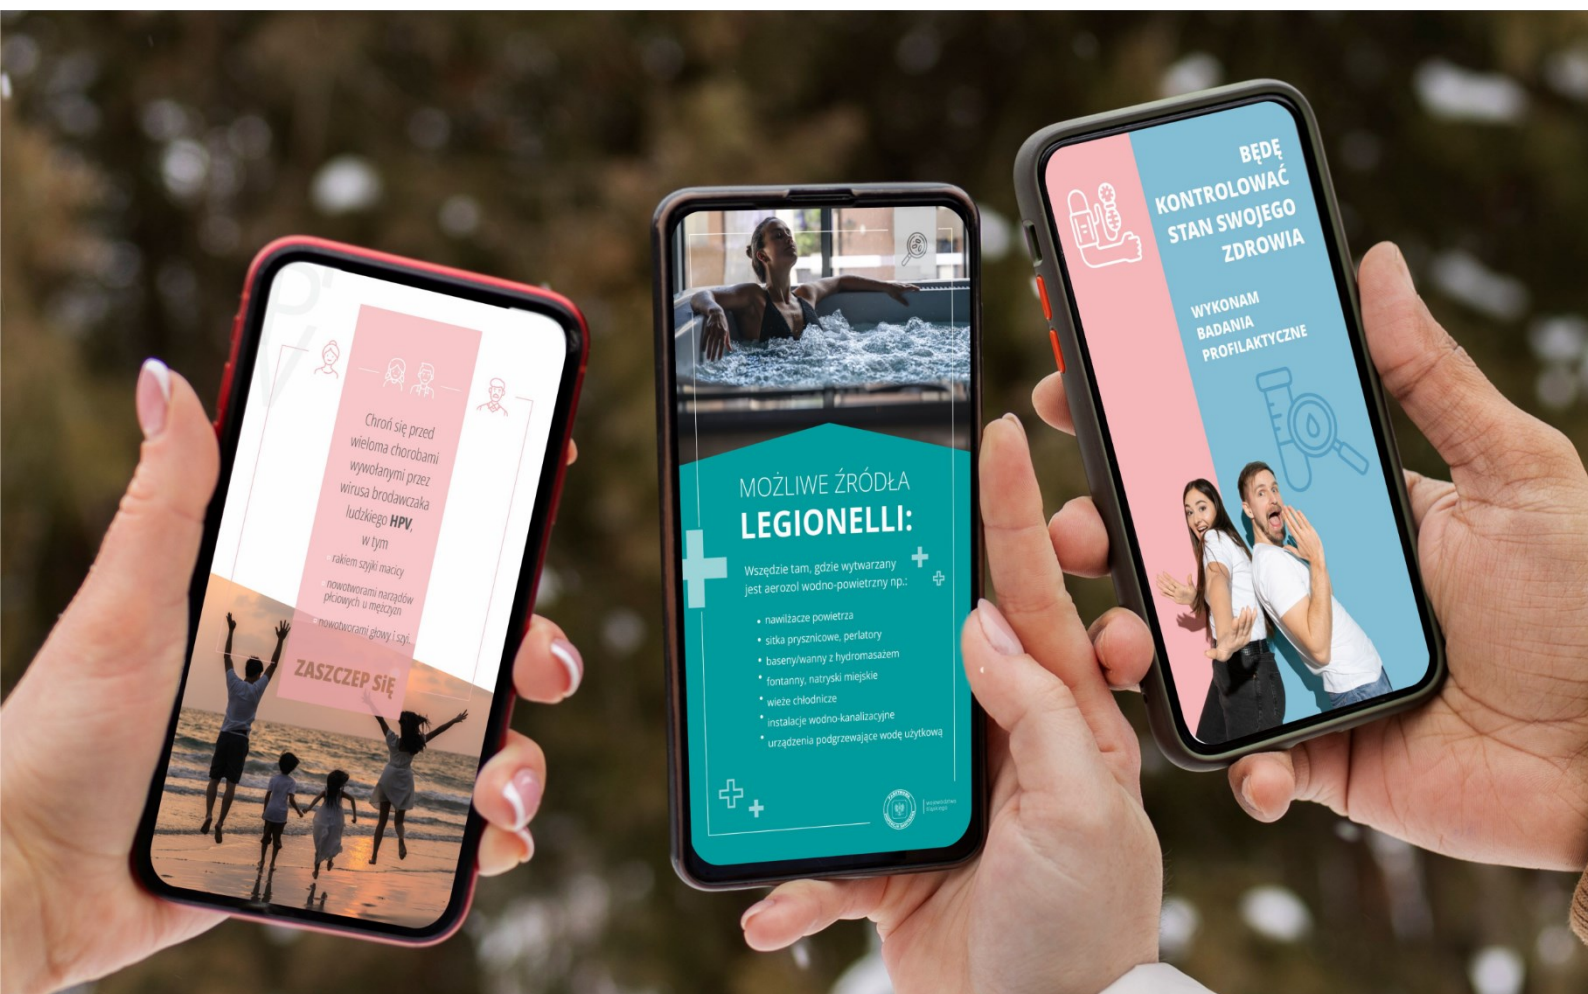 Chroń się przed
wieloma chorobami
wywołanymi przez
wirusa brodawczaka
ludzkiego HPV,
w tym
rakiem szyjki macicy
nowotworami narządów
płciowych u mężczyzn
nowotworami głowy i szyi...
ZASZCZEP SiĘ
MOŻLIWE ŹRÓDŁA
LEGIONELLI:
Wszędzie tam, gdzie wytwarzany
jest aerozol wodno-powietrzny np.:
• nawilżacze powietrza
• sitka prysznicowe, perlatory
• baseny/wanny z hydromasażem
• fontanny, natryski miejskie
• wieże chłodnicze
• instalacje wodno-kanalizacyjne
• urządzenia podgrzewające wodę użytkową
BĘDĘ
KONTROLOWAĆ
STAN SWOJEGO
ZDROWIA
WYKONAM
BADANIA
PROFILAKTYCZNE